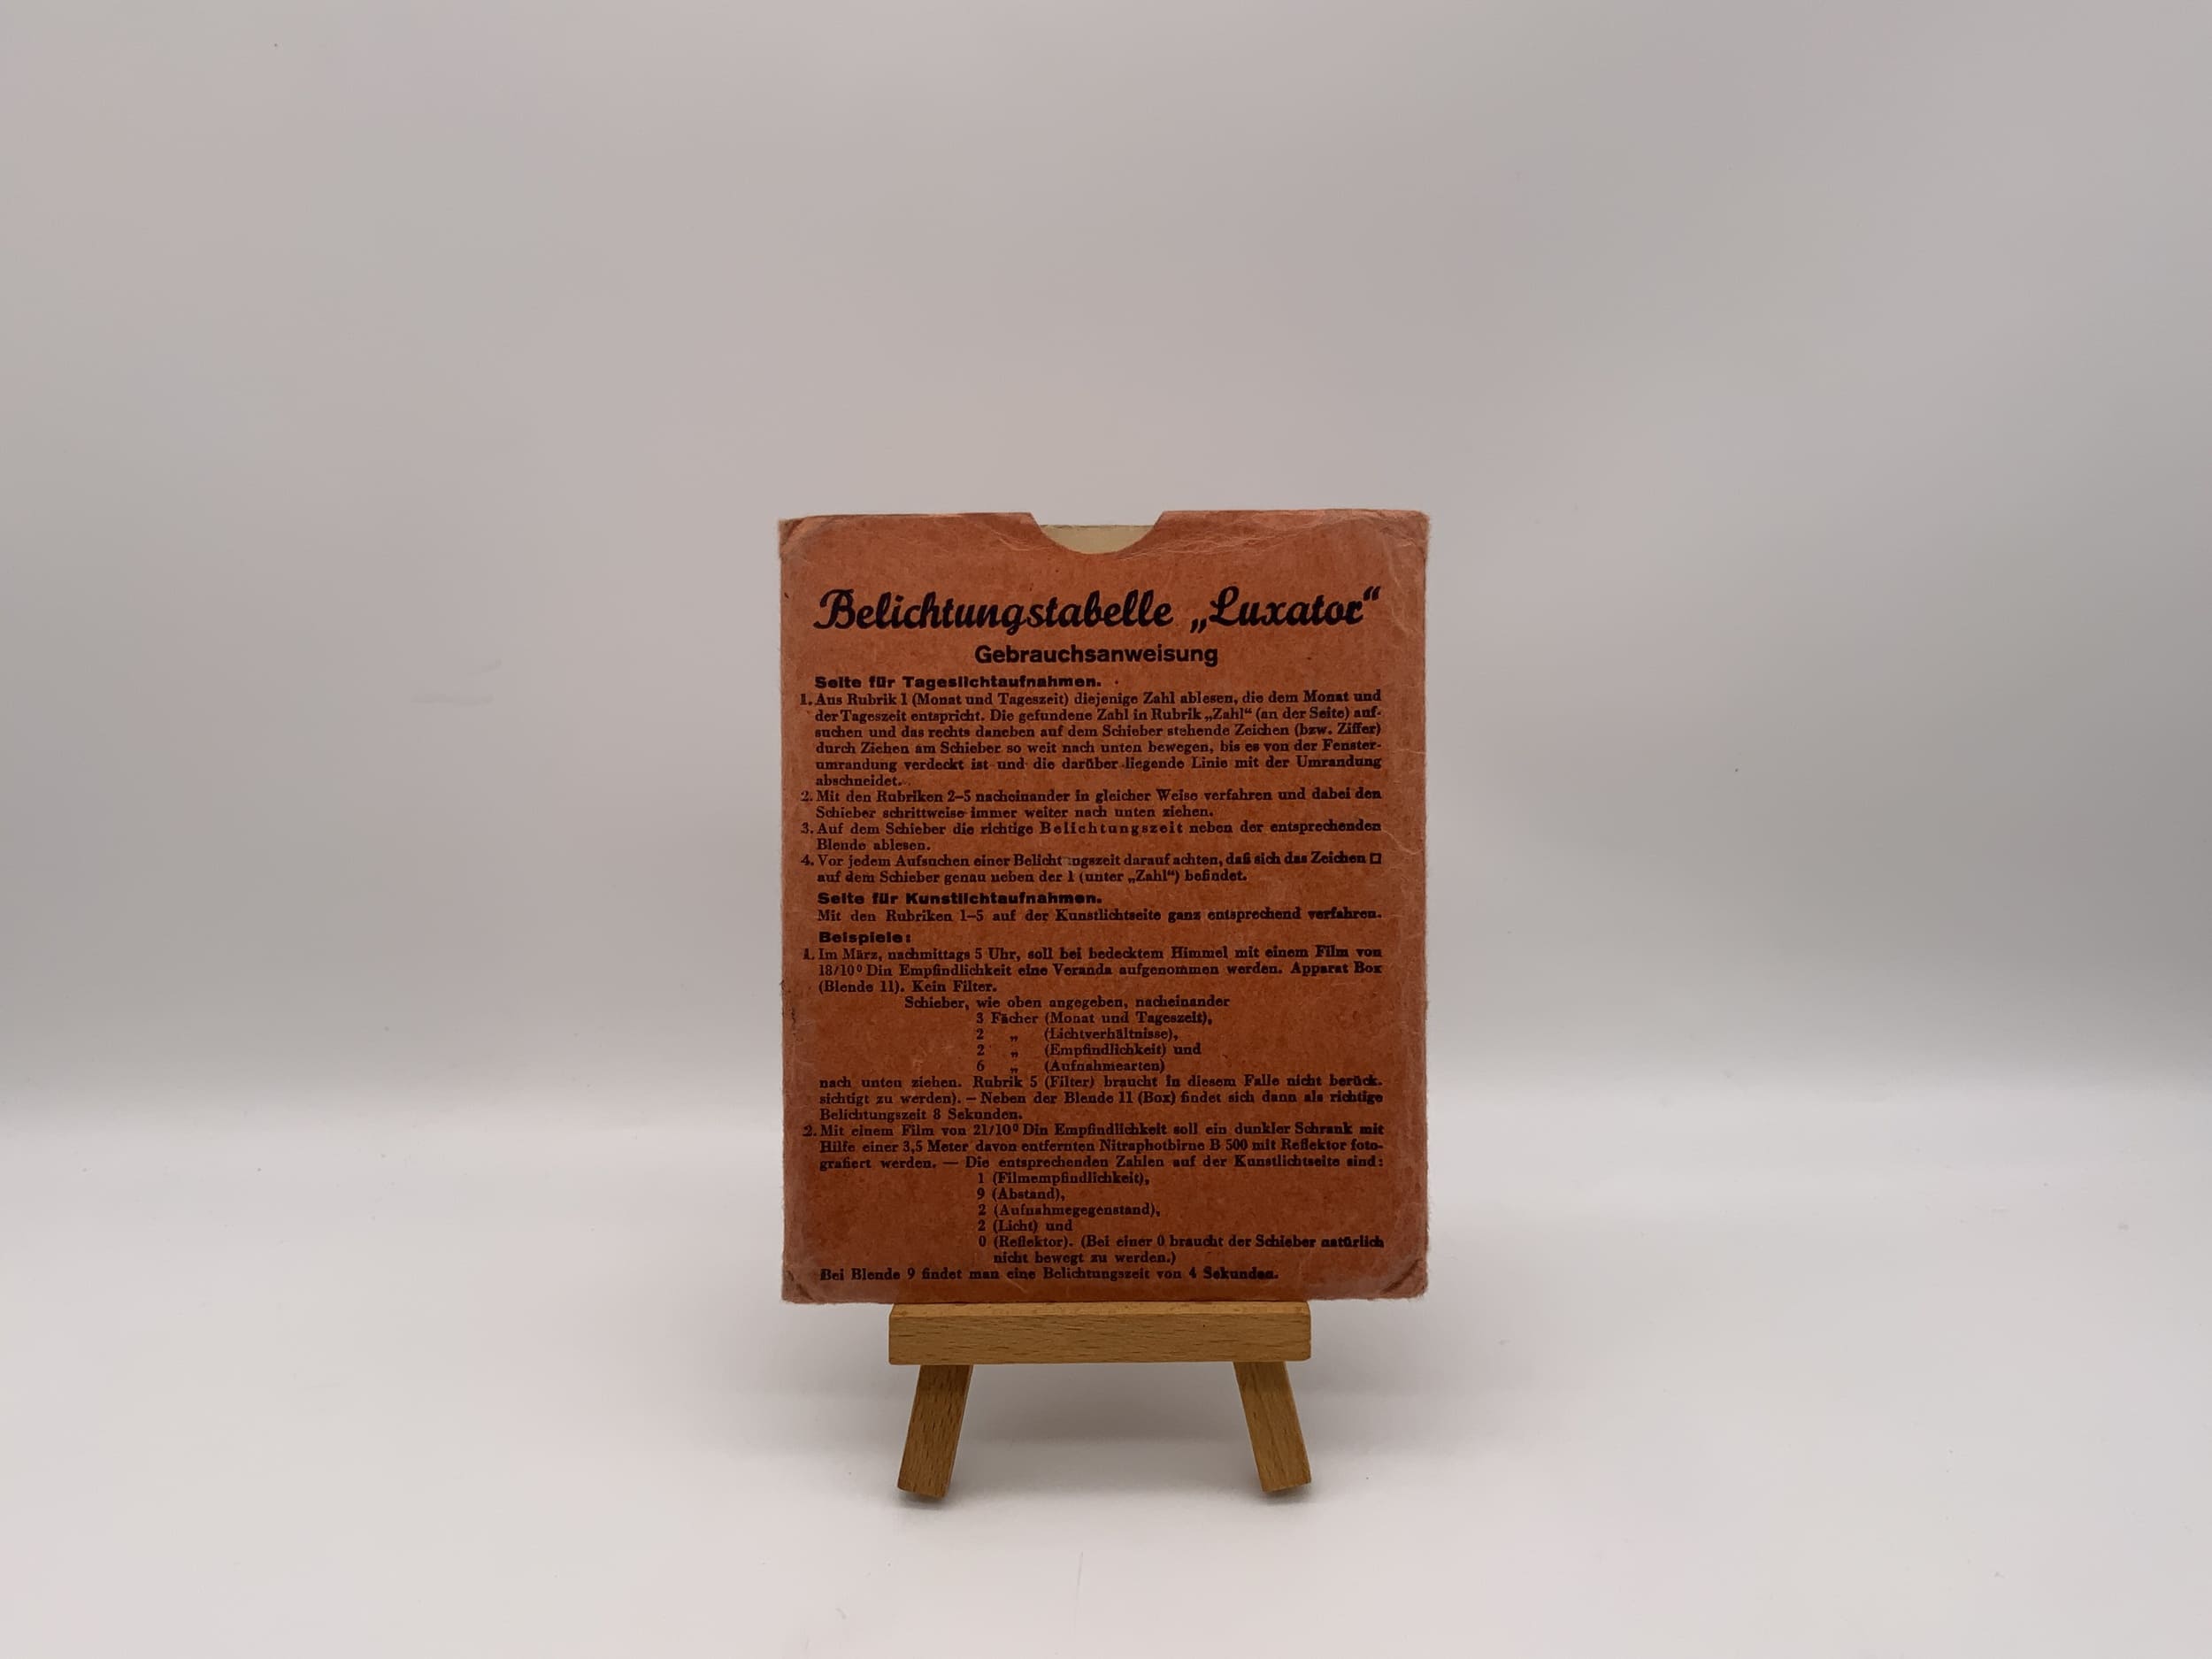 Belichtungstabelle „Luxator“
Gebrauchsanweisung
Seite für Tageslichtaufnahmen.
1. Aus Rubrik 1 (Monat und Tageszeit) diejenige Zahl ablesen, die dem Monat und
der Tageszeit entspricht. Die gefundene Zahl in Rubrik „Zahl“ (an der Seite) auf-
suchen und das rechts daneben auf dem Schieber stehende Zeichen (bzw. Ziffer)
durch Ziehen am Schieber so weit nach unten bewegen, bis es von der Fenster-
umrandung verdeckt ist und die darüber liegende Linie mit der Umrandung
abschneidet.
2. Mit den Rubriken 2–5 nacheinander in gleicher Weise verfahren und dabei den
Schieber schrittweise immer weiter nach unten ziehen.
3. Auf dem Schieber die richtige Belichtungszeit neben der entsprechenden
Blende ablesen.
4. Vor jedem Aufsuchen einer Belichtungszeit darauf achten, daß sich das Zeichen □
auf dem Schieber genau neben der 1 (unter „Zahl“) befindet.
Seite für Kunstlichtaufnahmen.
Mit den Rubriken 1–5 auf der Kunstlichtseite ganz entsprechend verfahren.
Beispiele:
1. Im März, nachmittags 5 Uhr, soll bei bedecktem Himmel mit einem Film von
18/10° Din Empfindlichkeit eine Veranda aufgenommen werden. Apparat Box
(Blende 11). Kein Filter.
Schieber, wie oben angegeben, nacheinander
3 Fächer (Monat und Tageszeit),
2 „ (Lichtverhältnisse),
2 „ (Empfindlichkeit) und
6 „ (Aufnahmearten)
nach unten ziehen. Rubrik 5 (Filter) braucht in diesem Falle nicht berück.
sichtigt zu werden). – Neben der Blende 11 (Box) findet sich dann als richtige
Belichtungszeit 8 Sekunden.
2. Mit einem Film von 21/10° Din Empfindlichkeit soll ein dunkler Schrank mit
Hilfe einer 3,5 Meter davon entfernten Nitraphotbirne B 500 mit Reflektor foto-
grafiert werden. — Die entsprechenden Zahlen auf der Kunstlichtseite sind:
1 (Filmempfindlichkeit),
9 (Abstand),
2 (Aufnahmegegenstand),
2 (Licht) und
0 (Reflektor). (Bei einer 0 braucht der Schieber natürlich
nicht bewegt zu werden.)
Bei Blende 9 findet man eine Belichtungszeit von 4 Sekunden.